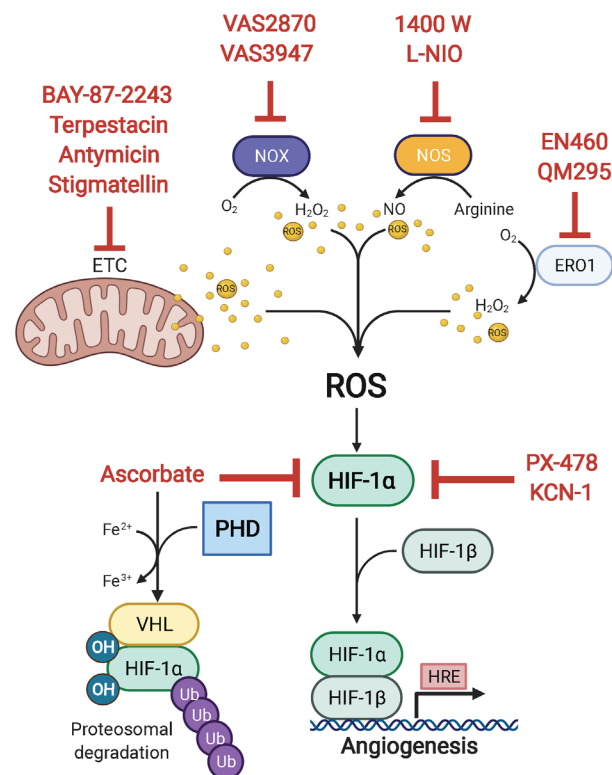 VAS2870
VAS3947
1400 W
L-NIO
BAY-87-2243
Terpestacin
Antymicin
Stigmatellin
EN460
QM295
NOX
NOS
O₂
H₂O₂
NO
Arginine
ROS
ROS
O₂
ERO1
ETC
ROS
H₂O₂
ROS
ROS
Ascorbate
HIF-1α
PX-478
KCN-1
Fe²⁺
PHD
HIF-1β
Fe³⁺
VHL
OH
HIF-1α
OH
Ub
Ub
Ub
Ub
Proteosomal
degradation
HIF-1α
HIF-1β
HRE
Angiogenesis